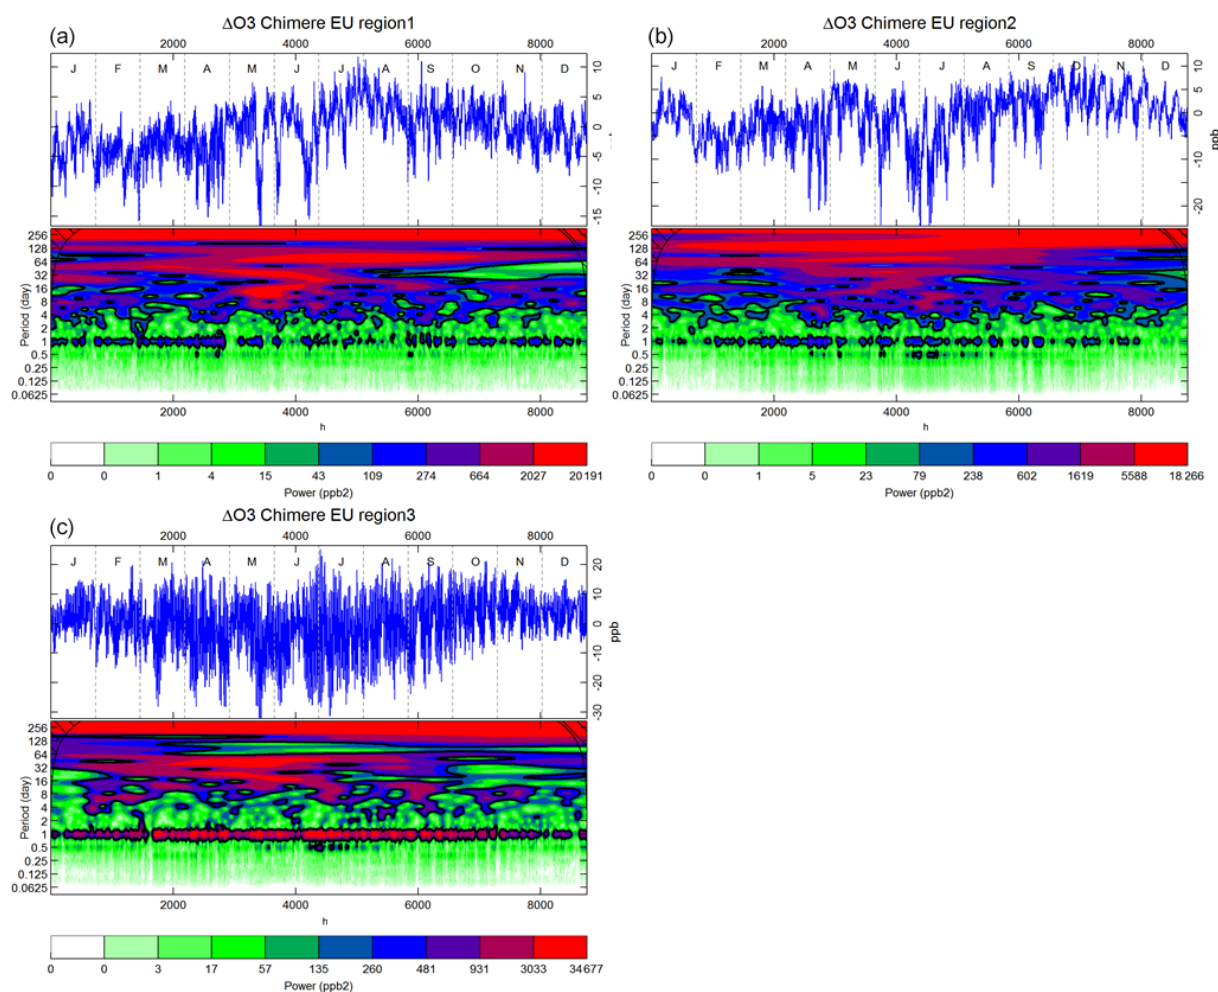 (a)
ΔO3 Chimere EU region1
2000 4000 6000 8000
J F M A M J J A S O N D
10
5
0
-5
-10
-15
256
128
64
32
16
8
4
2
1
0.5
0.25
0.125
0.0625
Period (day)
2000 4000 6000 8000
h
0 0 1 4 15 43 109 274 664 2027 20191
Power (ppb2)
(b)
ΔO3 Chimere EU region2
2000 4000 6000 8000
J F M A M J J A S D N D
10
5
0
-10
-20
ppb
256
128
64
32
16
8
4
2
1
0.5
0.25
0.125
0.0625
Period (day)
2000 4000 6000 8000
h
0 0 1 5 23 79 238 602 1619 5588 18266
Power (ppb2)
(c)
ΔO3 Chimere EU region3
2000 4000 6000 8000
J F M A M J J A S O N D
20
10
0
-10
-20
-30
ppb
256
128
64
32
16
8
4
2
1
0.5
0.25
0.125
0.0625
Period (day)
2000 4000 6000 8000
h
0 0 3 17 57 135 260 481 931 3033 34677
Power (ppb2)